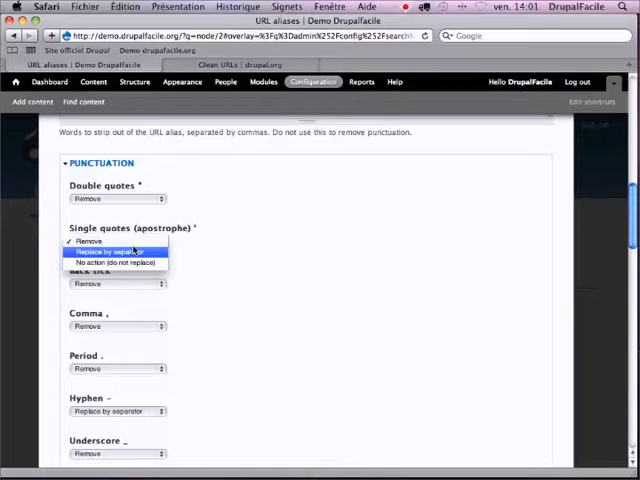 Safari Fichier Édition Présentation Historique Signets Fenêtre Aide ven. 14:01 DrupalFacile
URL aliases | Demo DrupalFacile
http://demo.drupalfacile.org/?q=node/2#overlay=%3Fq%3Dadmin%252Fconfig%252Fsearch% Google
Site officiel Drupal Demo drupalfacile.org
URL aliases | Demo Drupalfacile Clean URLs | drupal.org
Dashboard Content Structure Appearance People Modules Configuration Reports Help Hello DrupalFacile Log out
Add content Find content Edit shortcuts
Words to strip out of the URL alias, separated by commas. Do not use this to remove punctuation.
PUNCTUATION
Double quotes "
Remove
Single quotes (apostrophe) '
✓ Remove
Replace by separator
No action (do not replace)
Back tick
Remove
Comma ,
Remove
Period .
Remove
Hyphen -
Replace by separator
Underscore _
Remove